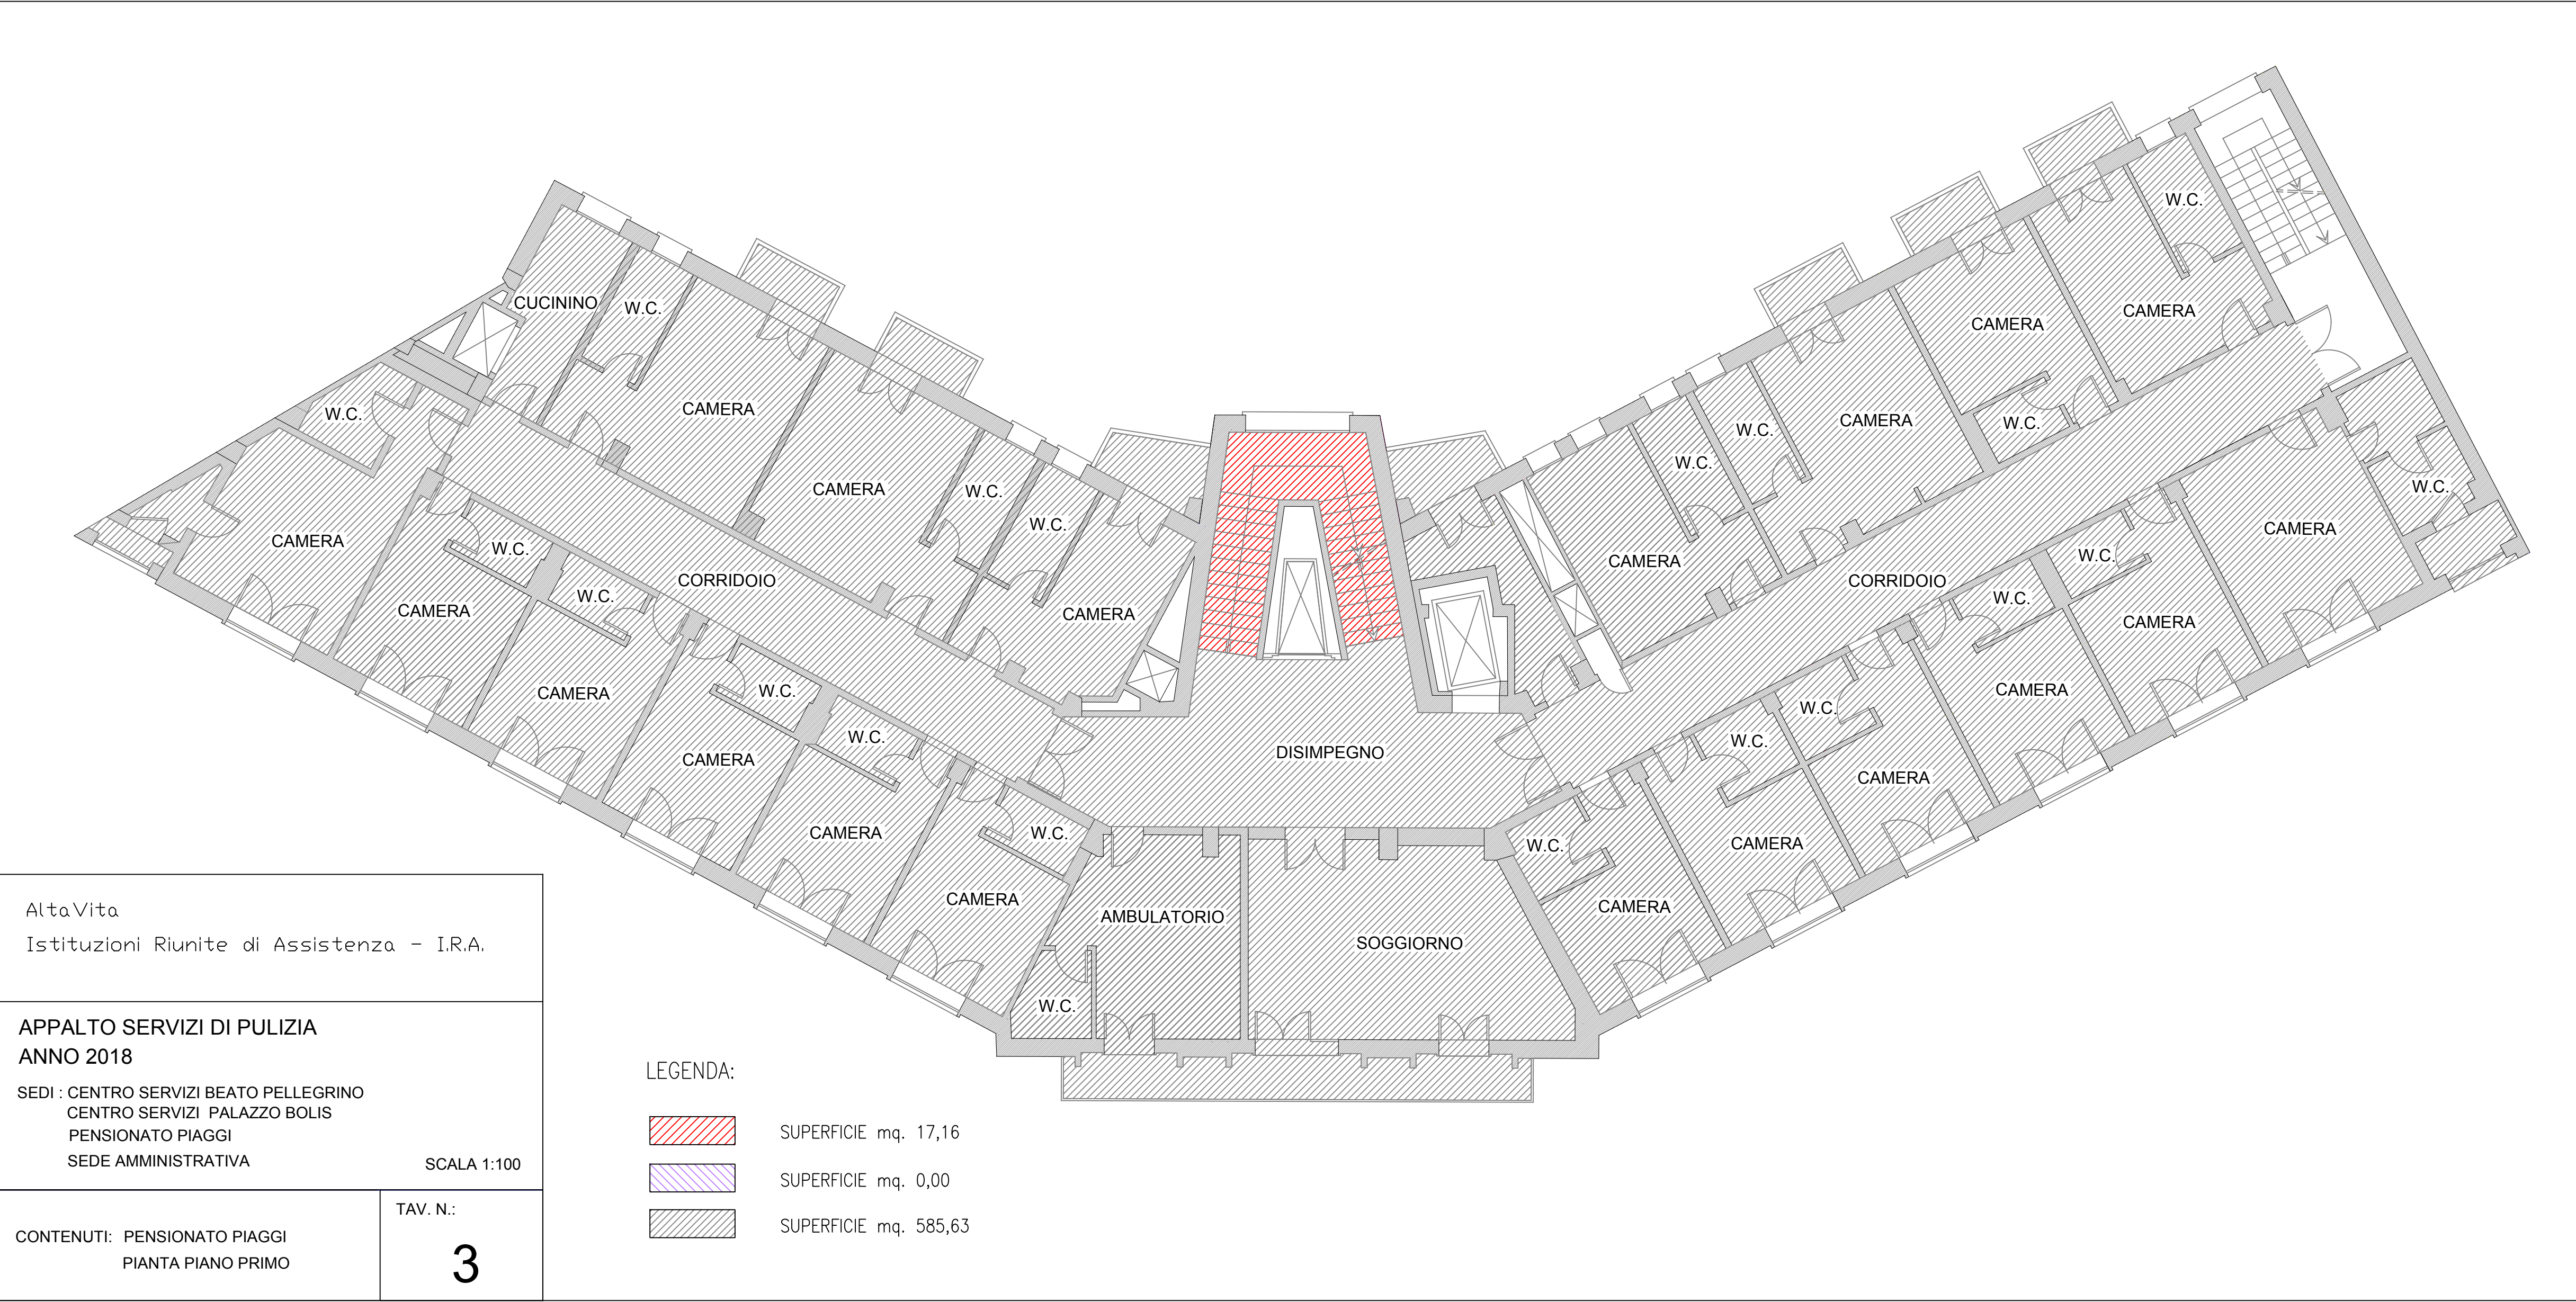 W.C.
CUCININO
W.C.
W.C.
CAMERA
CAMERA
CAMERA
CAMERA
W.C.
W.C.
CAMERA
CAMERA
W.C.
W.C.
W.C.
W.C.
CAMERA
W.C.
CAMERA
CAMERA
W.C.
CAMERA
CORRIDOIO
CAMERA
CORRIDOIO
W.C.
W.C.
CAMERA
W.C.
W.C.
CAMERA
CAMERA
CAMERA
W.C.
CAMERA
W.C.
W.C.
W.C.
DISIMPEGNO
CAMERA
CAMERA
CAMERA
W.C.
W.C.
CAMERA
CAMERA
CAMERA
AMBULATORIO
SOGGIORNO
W.C.
AltaVita
Istituzioni Riunite di Assistenza - I.R.A.
APPALTO SERVIZI DI PULIZIA
ANNO 2018
SEDI : CENTRO SERVIZI BEATO PELLEGRINO
CENTRO SERVIZI PALAZZO BOLIS
PENSIONATO PIAGGI
SEDE AMMINISTRATIVA
SCALA 1:100
CONTENUTI: PENSIONATO PIAGGI
PIANTA PIANO PRIMO
TAV. N.:
3
LEGENDA:
SUPERFICIE mq. 17,16
SUPERFICIE mq. 0,00
SUPERFICIE mq. 585,63